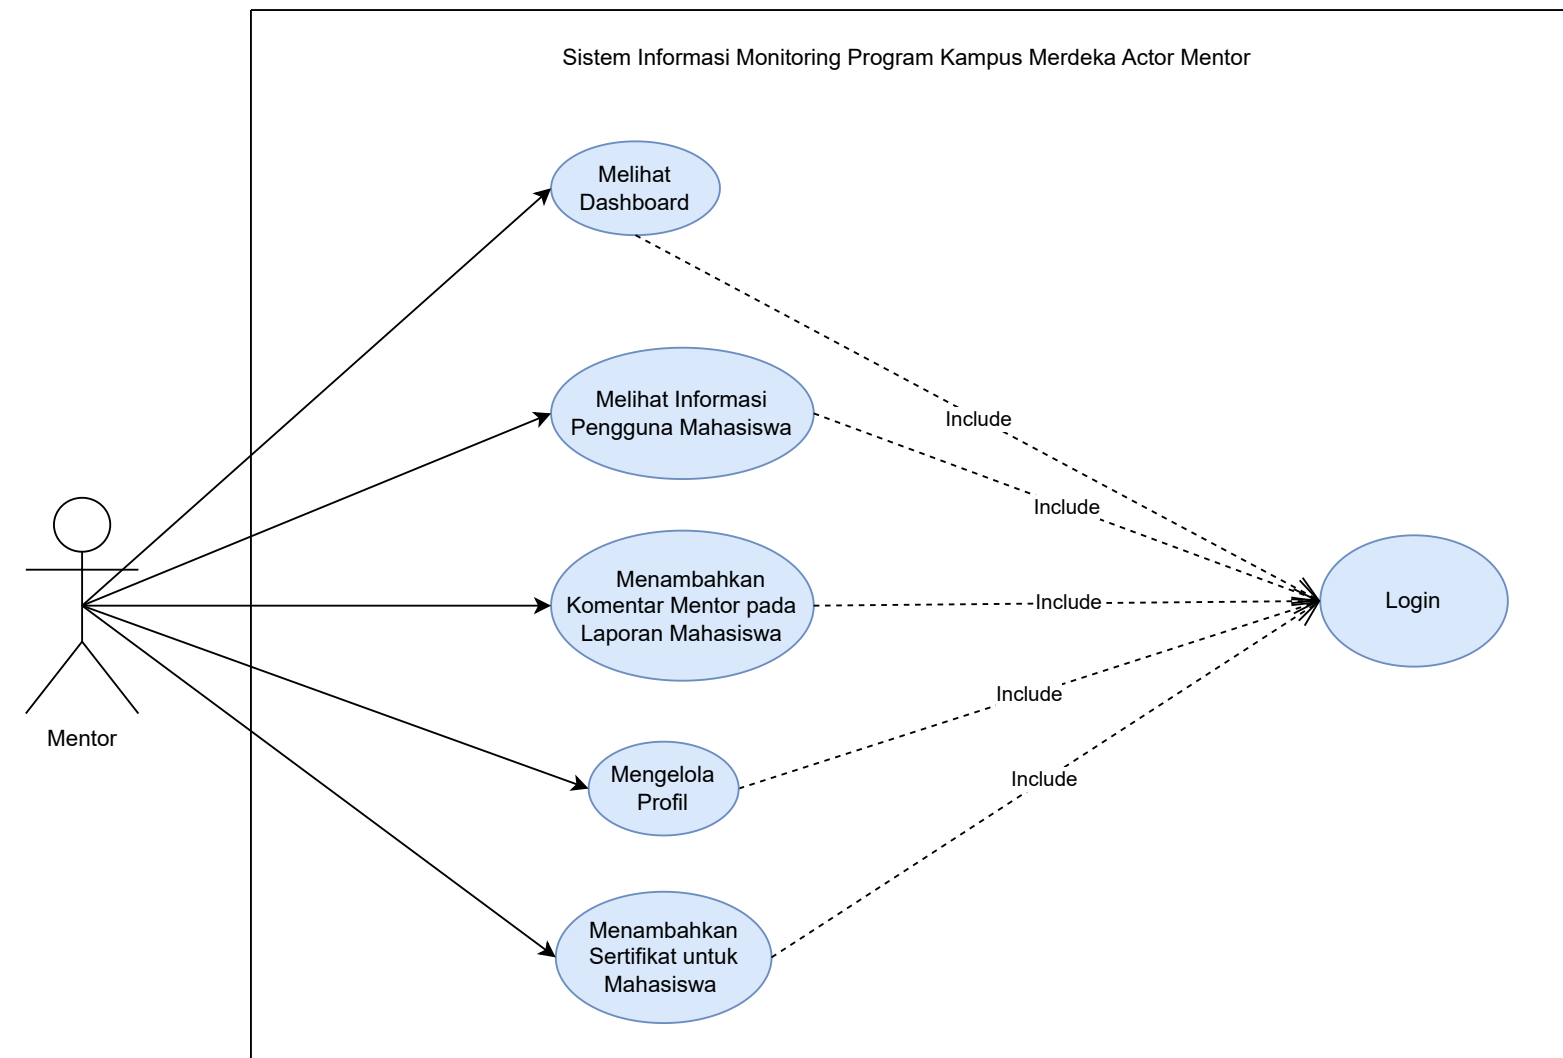 Sistem Informasi Monitoring Program Kampus Merdeka Actor Mentor
Melihat
Dashboard
Melihat Informasi
Pengguna Mahasiswa
Include
Include
Menambahkan
Komentar Mentor pada
Laporan Mahasiswa
Include
Login
Mentor
Include
Mengelola
Profil
Include
Menambahkan
Sertifikat untuk
Mahasiswa